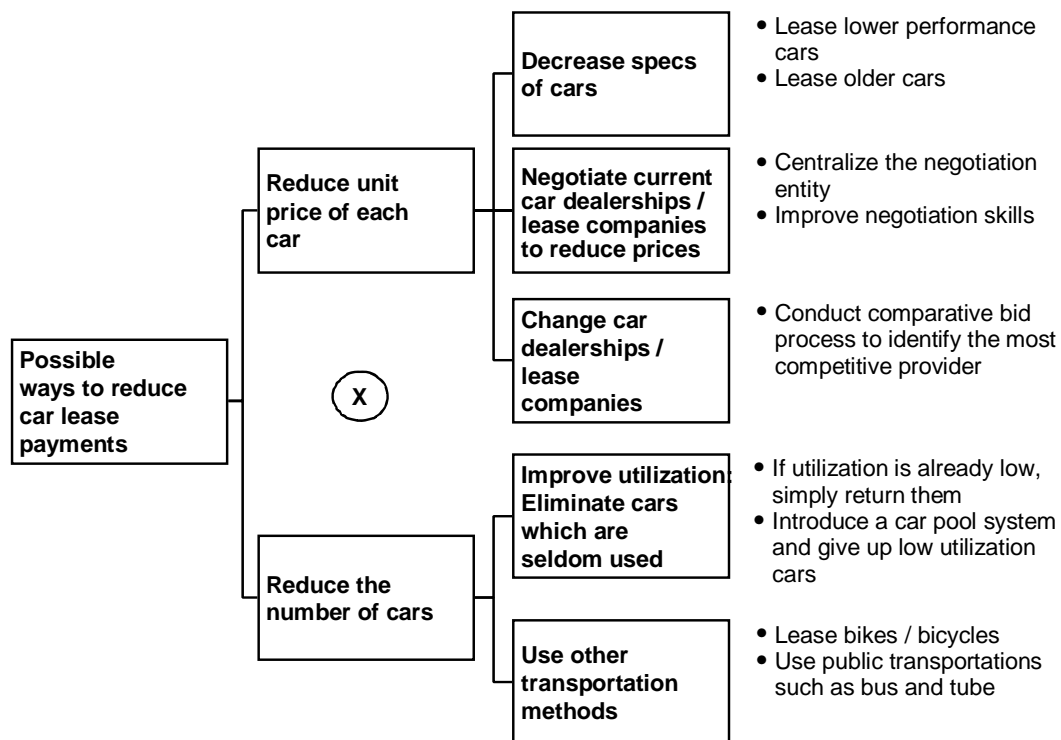 Possible
ways to reduce
car lease
payments
X
Reduce unit
price of each
car
Reduce the
number of cars
Decrease specs
of cars
• Lease lower performance
cars
• Lease older cars
Negotiate current
car dealerships /
lease companies
to reduce prices
• Centralize the negotiation
entity
• Improve negotiation skills
Change car
dealerships /
lease
companies
• Conduct comparative bid
process to identify the most
competitive provider
Improve utilization:
Eliminate cars
which are
seldom used
• If utilization is already low,
simply return them
• Introduce a car pool system
and give up low utilization
cars
Use other
transportation
methods
• Lease bikes / bicycles
• Use public transportations
such as bus and tube